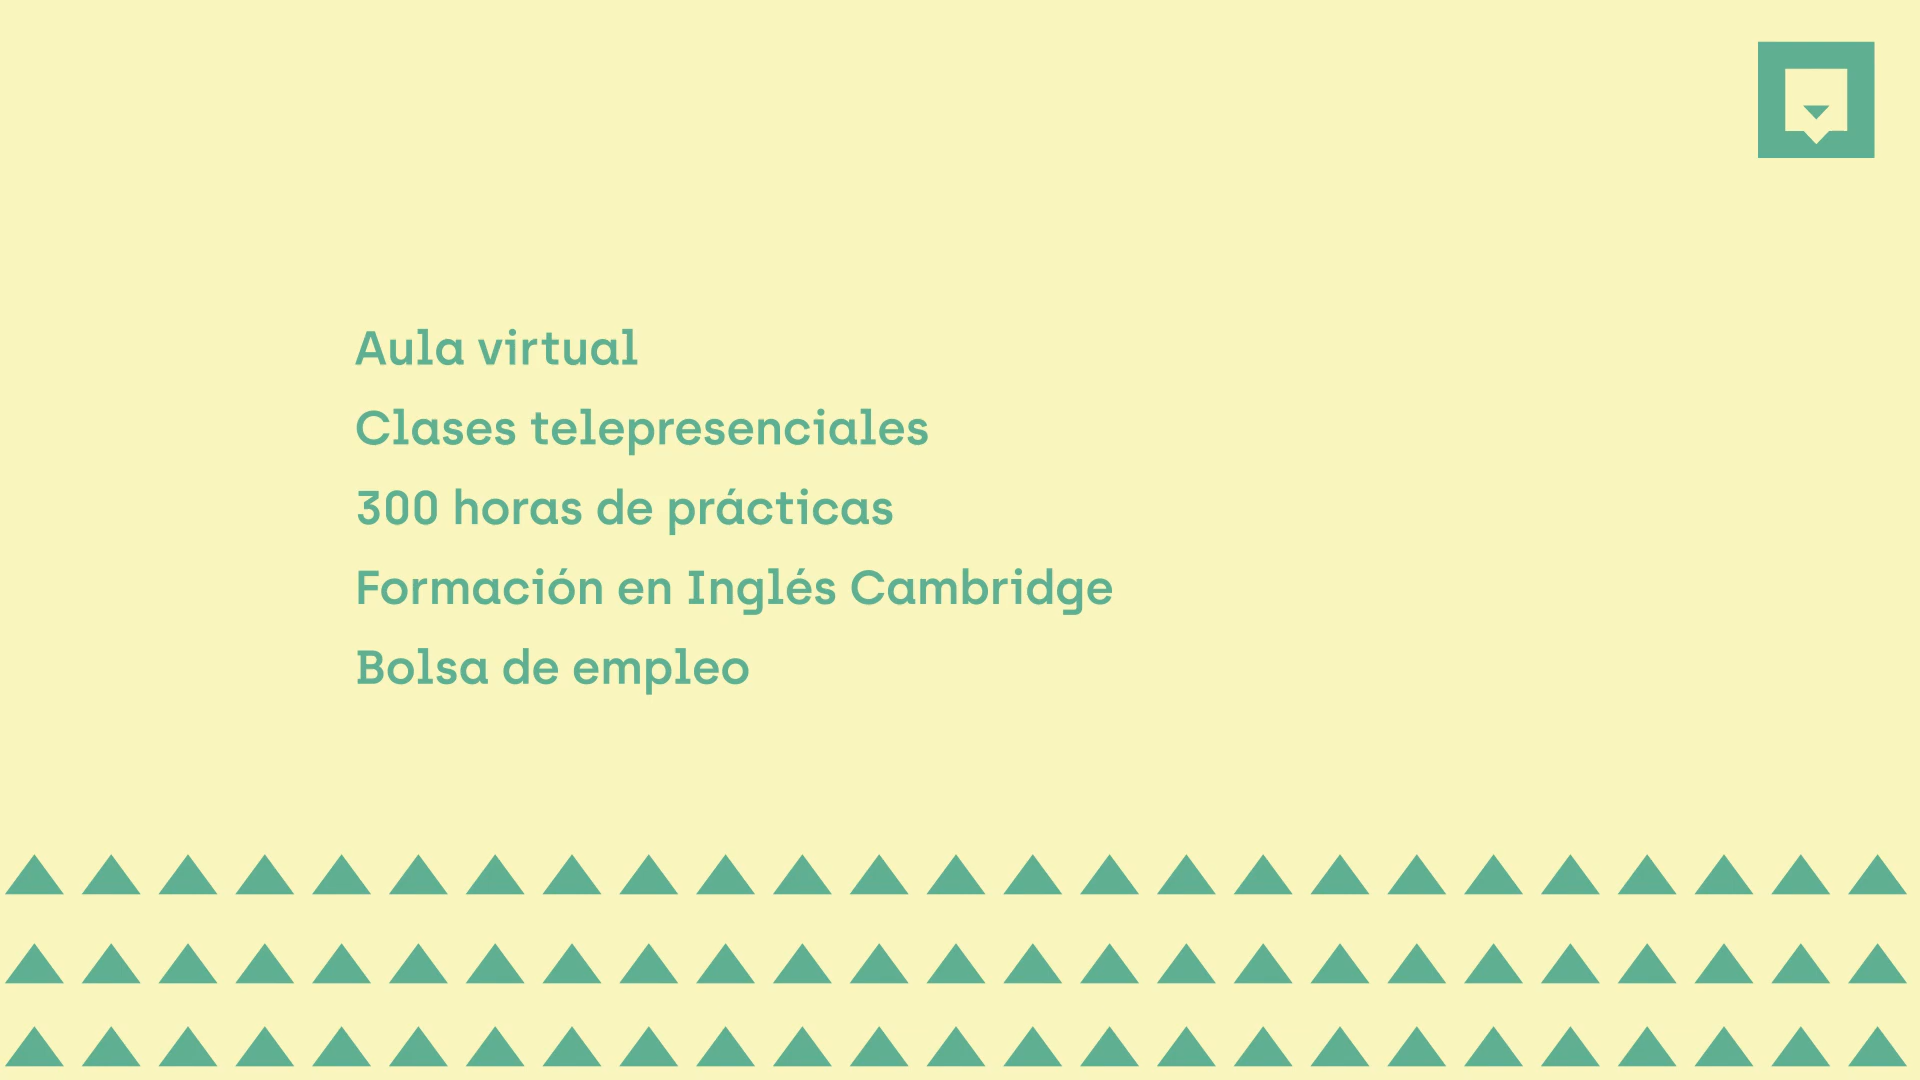 Aula virtual
Clases telepresenciales
300 horas de prácticas
Formación en Inglés Cambridge
Bolsa de empleo